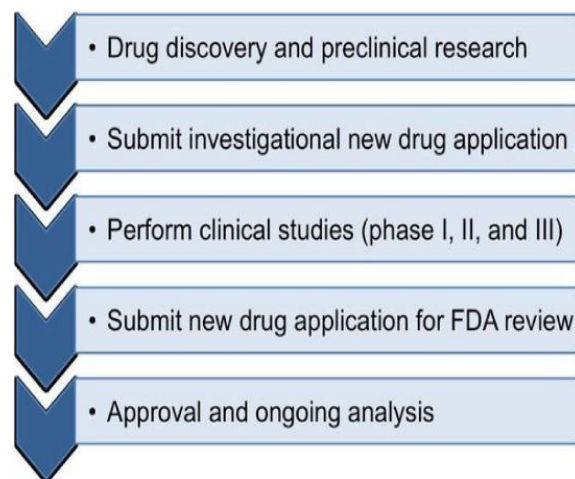 • Drug discovery and preclinical research
• Submit investigational new drug application
• Perform clinical studies (phase I, II, and III)
• Submit new drug application for FDA review
• Approval and ongoing analysis